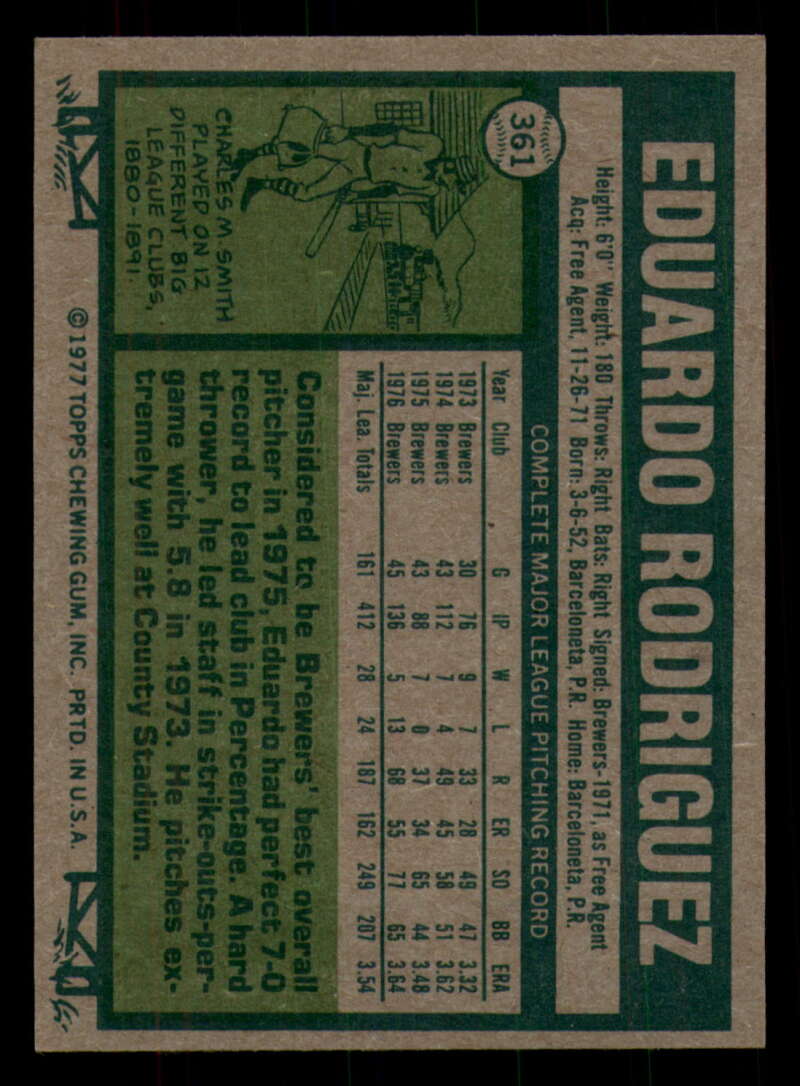 361
EDUARDO RODRIGUEZ
Height: 6'0" Weight: 180 Throws: Right Bats: Right Signed: Brewers-1971, as Free Agent
Acq: Free Agent, 11-26-71 Born: 3-6-52, Barceloneta, P.R. Home: Barceloneta, P.R.
COMPLETE MAJOR LEAGUE PITCHING RECORD
Year Club G IP W L R ER SO BB ERA
1973 Brewers 30 76 9 7 33 28 49 47 3.32
1974 Brewers 43 112 7 4 49 45 58 51 3.62
1975 Brewers 43 88 7 0 37 34 65 44 3.48
1976 Brewers 45 136 5 13 68 55 77 65 3.64
Maj. Lea. Totals 161 412 28 24 187 162 249 207 3.54
Considered to be Brewers' best overall
pitcher in 1975, Eduardo had perfect 7-0
record to lead club in Percentage. A hard
thrower, he led staff in strike-outs-per-
game with 5.8 in 1973. He pitches ex-
tremely well at County Stadium.
CHARLES M. SMITH
PLAYED ON 12
DIFFERENT BIG
LEAGUE CLUBS,
1880-1891.
©1977 TOPPS CHEWING GUM, INC. PRTD. IN U.S.A.